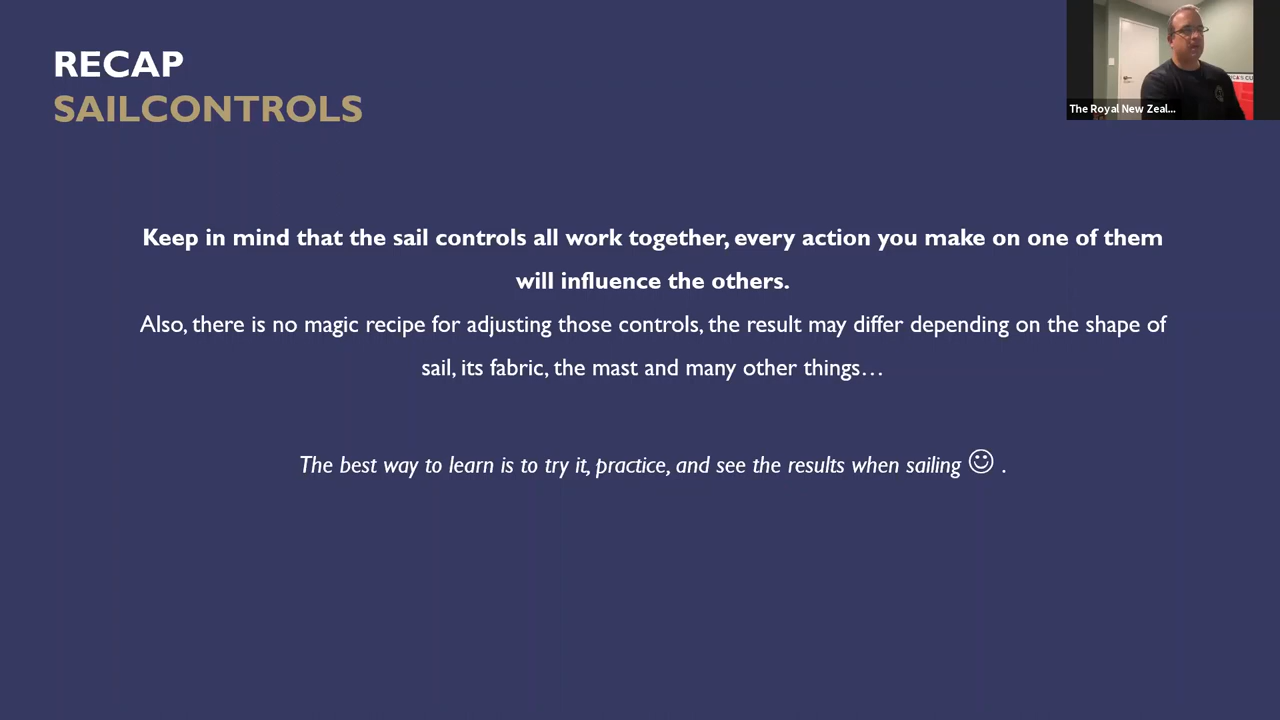 RECAP
SAILCONTROLS
Keep in mind that the sail controls all work together, every action you make on one of them
will influence the others.
Also, there is no magic recipe for adjusting those controls, the result may differ depending on the shape of
sail, its fabric, the mast and many other things…
The best way to learn is to try it, practice, and see the results when sailing ☺ .
The Royal New Zeal...